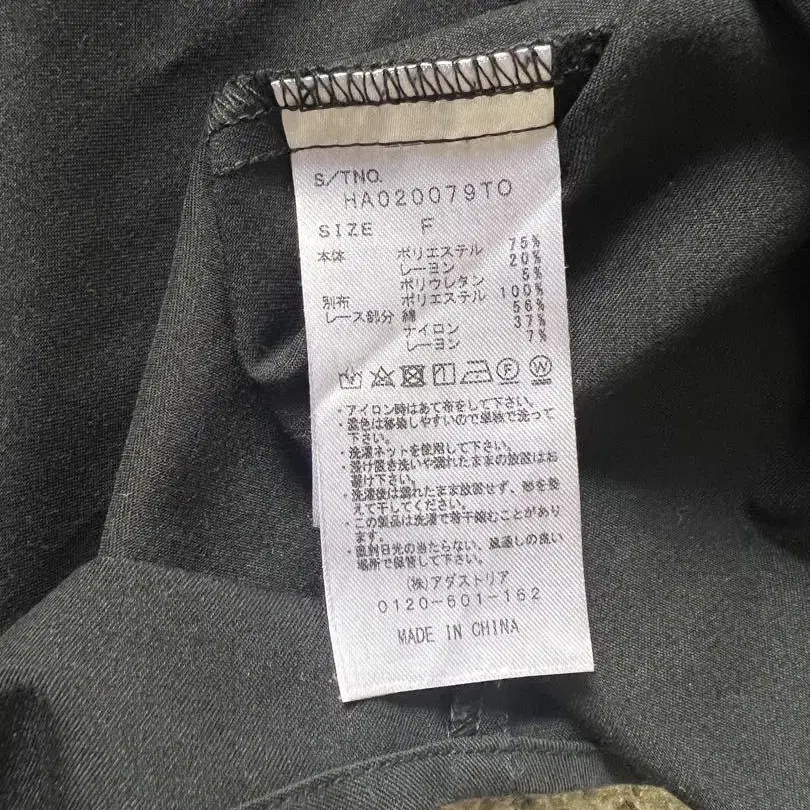 S/TNO.
HA020079TO
SIZE F
本体 ポリエステル 75%
レーヨン 20%
ポリウレタン 5%
別布 ポリエステル 100%
レース部分 綿 56%
ナイロン 37%
レーヨン 7%
F W
・アイロン時はあて布をして下さい。
・濃色は移染しやすいので単独で洗って
下さい。
・洗濯ネットを使用して下さい。
・漬け置き洗いや濡れたままの放置はお
避け下さい。
・洗濯後は濡れたまま放置せず、形を整
えて干してください。
・この製品は洗濯で若干縮むことがあり
ます。
・直射日光の当たらない、風通しの良い
場所で保管して下さい。
(株)アダストリア
0120-601-162
MADE IN CHINA